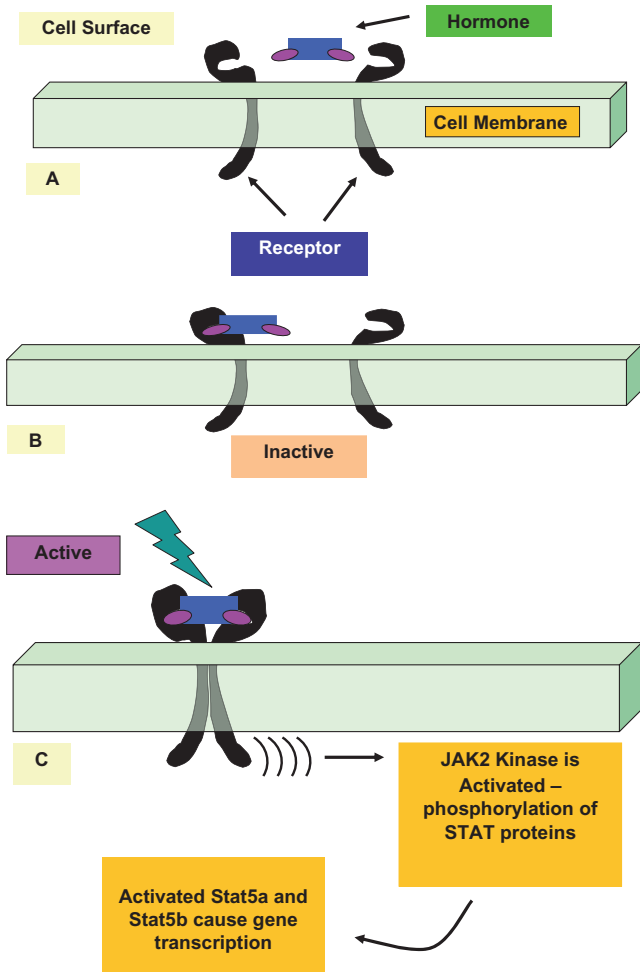 Cell Surface
Hormone
Cell Membrane
A
Receptor
B
Inactive
Active
C
JAK2 Kinase is
Activated –
phosphorylation of
STAT proteins
Activated Stat5a and
Stat5b cause gene
transcription